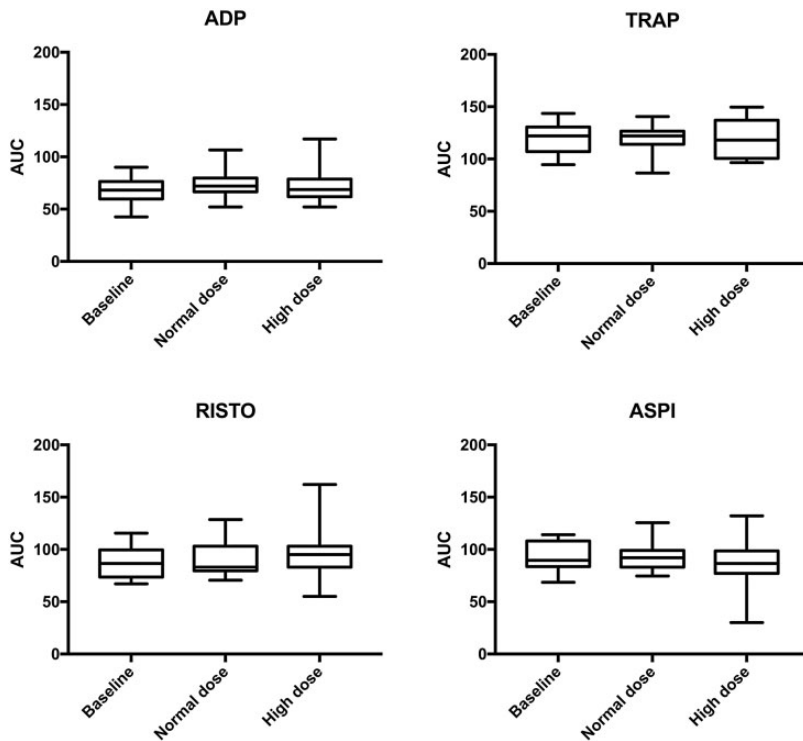 ADP
200
150
100
50
0
AUC
Baseline
Normal dose
High dose
TRAP
200
150
100
50
0
AUC
Baseline
Normal dose
High dose
RISTO
200
150
100
50
0
AUC
Baseline
Normal dose
High dose
ASPI
200
150
100
50
0
AUC
Baseline
Normal dose
High dose